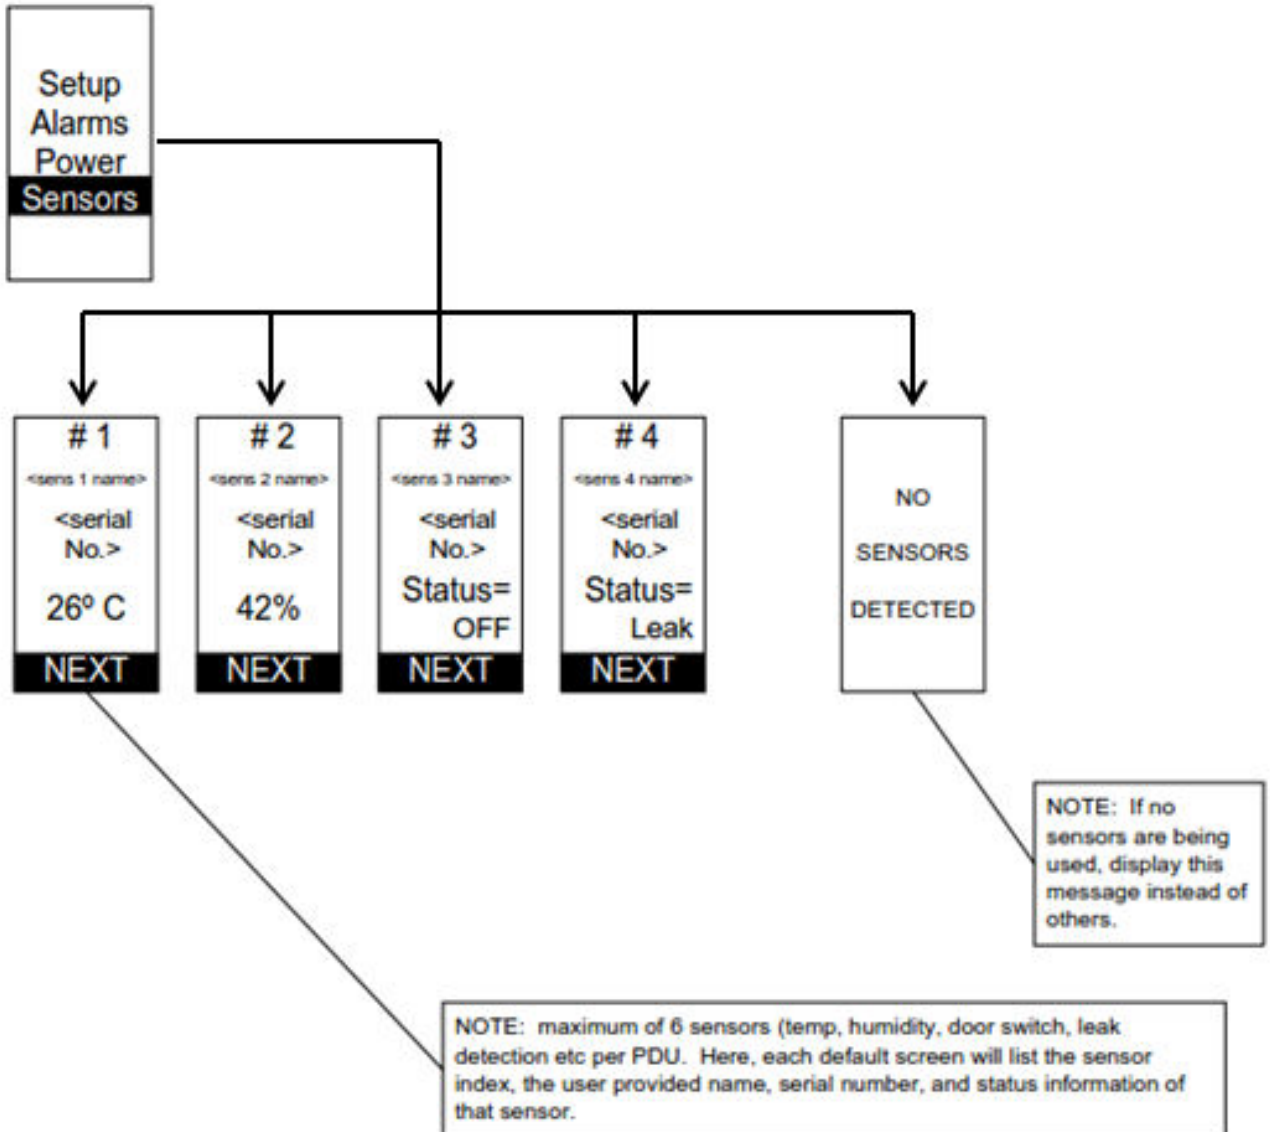 Setup
Alarms
Power
Sensors
# 1
<sens 1 name>
<serial
No.>
26º C
NEXT
# 2
<sens 2 name>
<serial
No.>
42%
NEXT
# 3
<sens 3 name>
<serial
No.>
Status=
OFF
NEXT
# 4
<sens 4 name>
<serial
No.>
Status=
Leak
NEXT
NO
SENSORS
DETECTED
NOTE: If no
sensors are being
used, display this
message instead of
others.
NOTE: maximum of 6 sensors (temp, humidity, door switch, leak
detection etc per PDU. Here, each default screen will list the sensor
index, the user provided name, serial number, and status information of
that sensor.